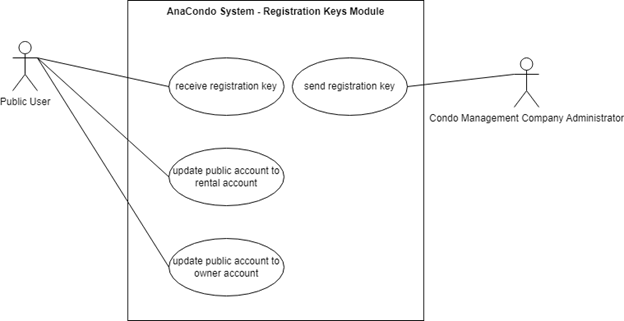 AnaCondo System - Registration Keys Module
receive registration key
send registration key
Public User
Condo Management Company Administrator
update public account to
rental account
update public account to
owner account